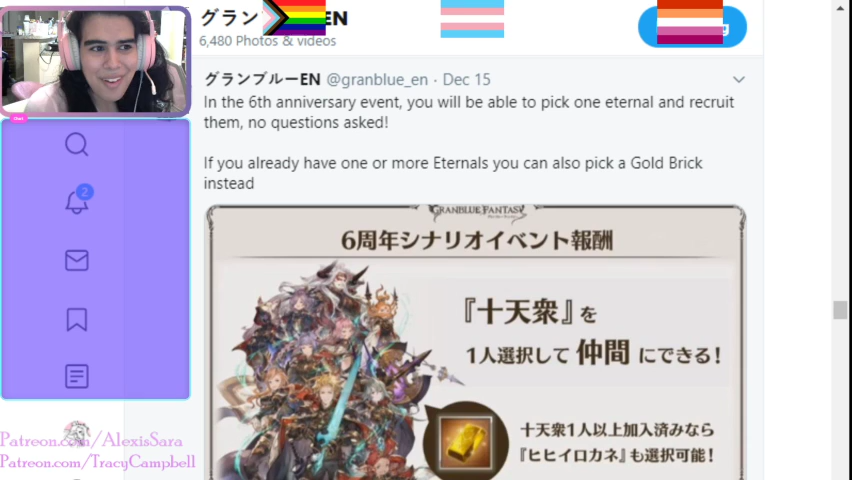 グラン EN
6,480 Photos & videos
グランブルーEN @granblue_en · Dec 15
In the 6th anniversary event, you will be able to pick one eternal and recruit
them, no questions asked!
If you already have one or more Eternals you can also pick a Gold Brick
instead
2
GRANBLUE FANTASY
6周年シナリオイベント報酬
『十天衆』を
1人選択して 仲間 にできる!
十天衆1人以上加入済みなら
『ヒヒイロカネ』も選択可能!
Patreon.com/AlexisSara
Patreon.com/TracyCampbell